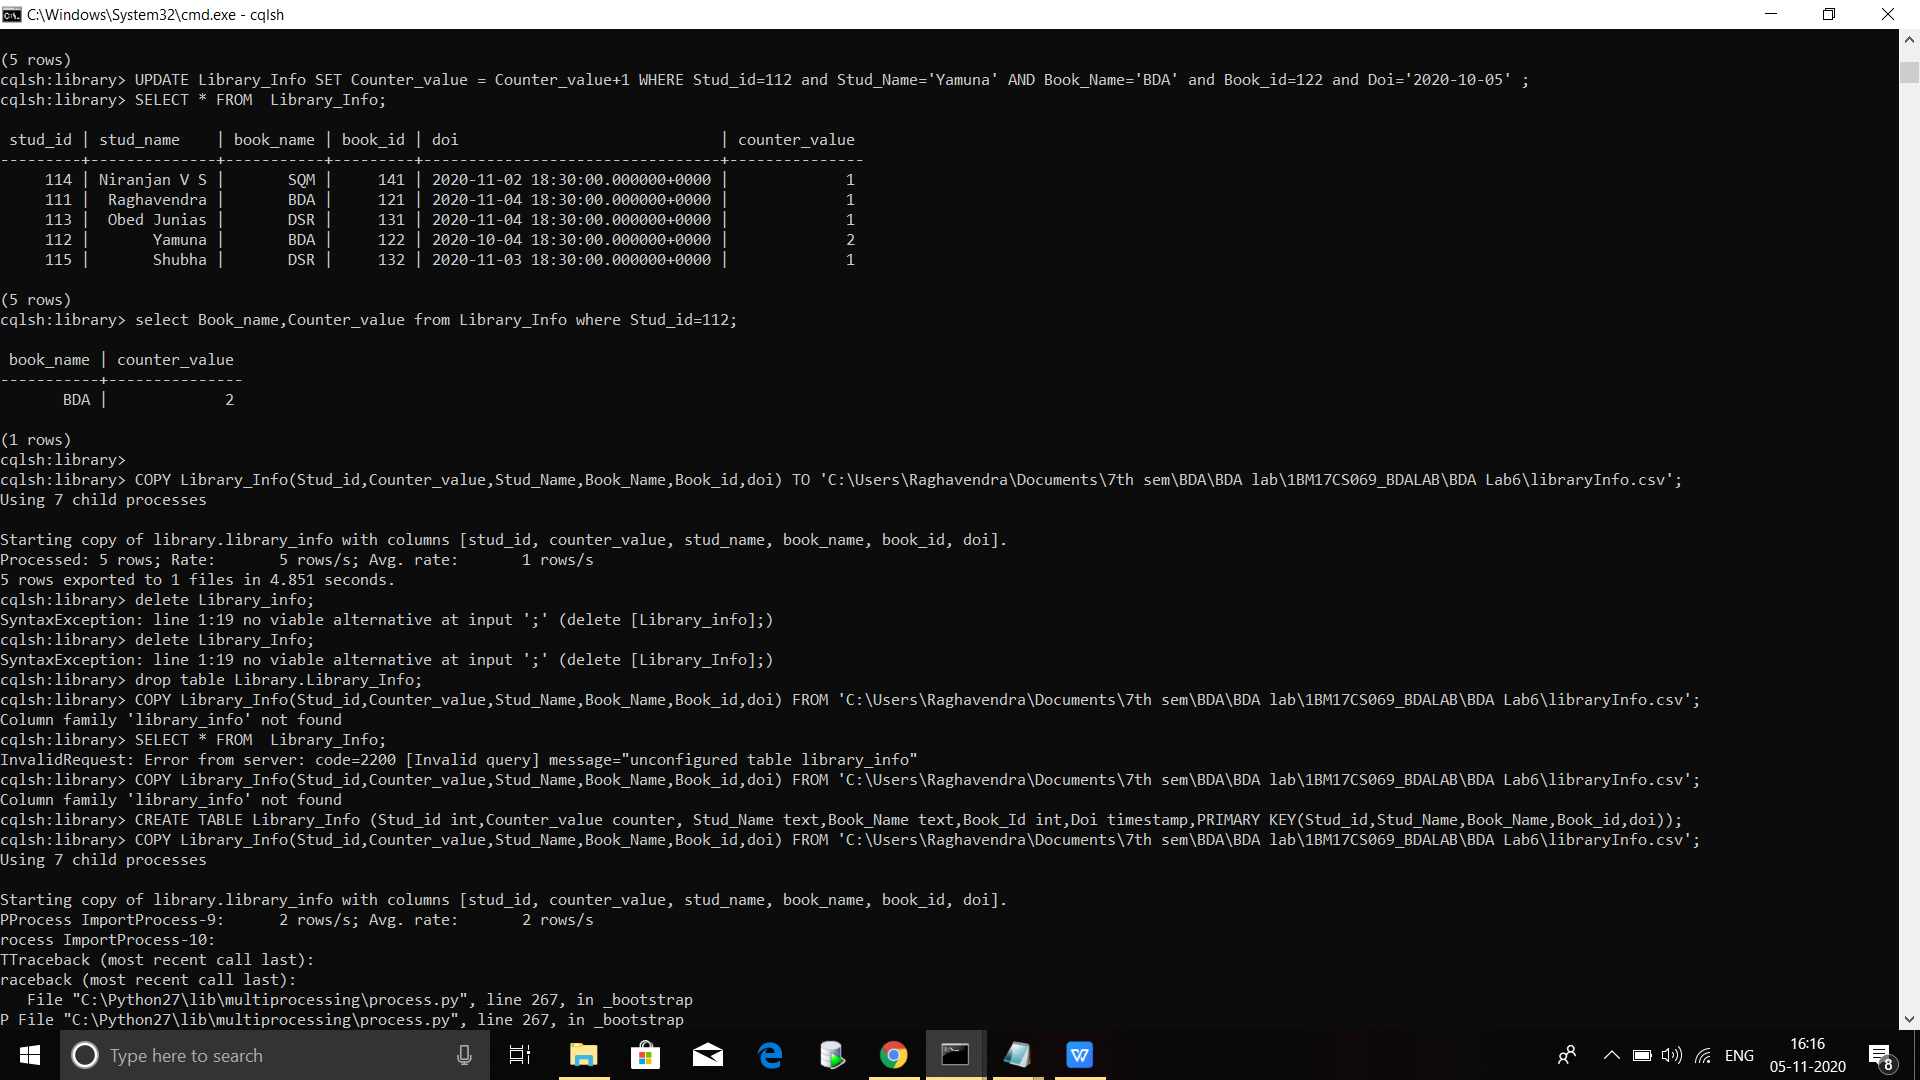 C:\Windows\System32\cmd.exe - cqlsh
(5 rows)
cqlsh:library> UPDATE Library_Info SET Counter_value = Counter_value+1 WHERE Stud_id=112 and Stud_Name='Yamuna' AND Book_Name='BDA' and Book_id=122 and Doi='2020-10-05' ;
cqlsh:library> SELECT * FROM  Library_Info;
 stud_id | stud_name    | book_name | book_id | doi                             | counter_value
---------+--------------+-----------+---------+---------------------------------+---------------
     114 | Niranjan V S |       SQM |     141 | 2020-11-02 18:30:00.000000+0000 |             1
     111 |  Raghavendra |       BDA |     121 | 2020-11-04 18:30:00.000000+0000 |             1
     113 |  Obed Junias |       DSR |     131 | 2020-11-04 18:30:00.000000+0000 |             1
     112 |       Yamuna |       BDA |     122 | 2020-10-04 18:30:00.000000+0000 |             2
     115 |       Shubha |       DSR |     132 | 2020-11-03 18:30:00.000000+0000 |             1
(5 rows)
cqlsh:library> select Book_name,Counter_value from Library_Info where Stud_id=112;
 book_name | counter_value
-----------+---------------
       BDA |             2
(1 rows)
cqlsh:library>
cqlsh:library> COPY Library_Info(Stud_id,Counter_value,Stud_Name,Book_Name,Book_id,doi) TO 'C:\Users\Raghavendra\Documents\7th sem\BDA\BDA lab\1BM17CS069_BDALAB\BDA Lab6\libraryInfo.csv';
Using 7 child processes
Starting copy of library.library_info with columns [stud_id, counter_value, stud_name, book_name, book_id, doi].
Processed: 5 rows; Rate:       5 rows/s; Avg. rate:       1 rows/s
5 rows exported to 1 files in 4.851 seconds.
cqlsh:library> delete Library_info;
SyntaxException: line 1:19 no viable alternative at input ';' (delete [Library_info];)
cqlsh:library> delete Library_Info;
SyntaxException: line 1:19 no viable alternative at input ';' (delete [Library_Info];)
cqlsh:library> drop table Library.Library_Info;
cqlsh:library> COPY Library_Info(Stud_id,Counter_value,Stud_Name,Book_Name,Book_id,doi) FROM 'C:\Users\Raghavendra\Documents\7th sem\BDA\BDA lab\1BM17CS069_BDALAB\BDA Lab6\libraryInfo.csv';
Column family 'library_info' not found
cqlsh:library> SELECT * FROM  Library_Info;
InvalidRequest: Error from server: code=2200 [Invalid query] message="unconfigured table library_info"
cqlsh:library> COPY Library_Info(Stud_id,Counter_value,Stud_Name,Book_Name,Book_id,doi) FROM 'C:\Users\Raghavendra\Documents\7th sem\BDA\BDA lab\1BM17CS069_BDALAB\BDA Lab6\libraryInfo.csv';
Column family 'library_info' not found
cqlsh:library> CREATE TABLE Library_Info (Stud_id int,Counter_value counter, Stud_Name text,Book_Name text,Book_Id int,Doi timestamp,PRIMARY KEY(Stud_id,Stud_Name,Book_Name,Book_id,doi));
cqlsh:library> COPY Library_Info(Stud_id,Counter_value,Stud_Name,Book_Name,Book_id,doi) FROM 'C:\Users\Raghavendra\Documents\7th sem\BDA\BDA lab\1BM17CS069_BDALAB\BDA Lab6\libraryInfo.csv';
Using 7 child processes
Starting copy of library.library_info with columns [stud_id, counter_value, stud_name, book_name, book_id, doi].
PProcess ImportProcess-9:      2 rows/s; Avg. rate:       2 rows/s
rocess ImportProcess-10:
TTraceback (most recent call last):
raceback (most recent call last):
   File "C:\Python27\lib\multiprocessing\process.py", line 267, in _bootstrap
P File "C:\Python27\lib\multiprocessing\process.py", line 267, in _bootstrap
Type here to search
ENG
16:16
05-11-2020
8